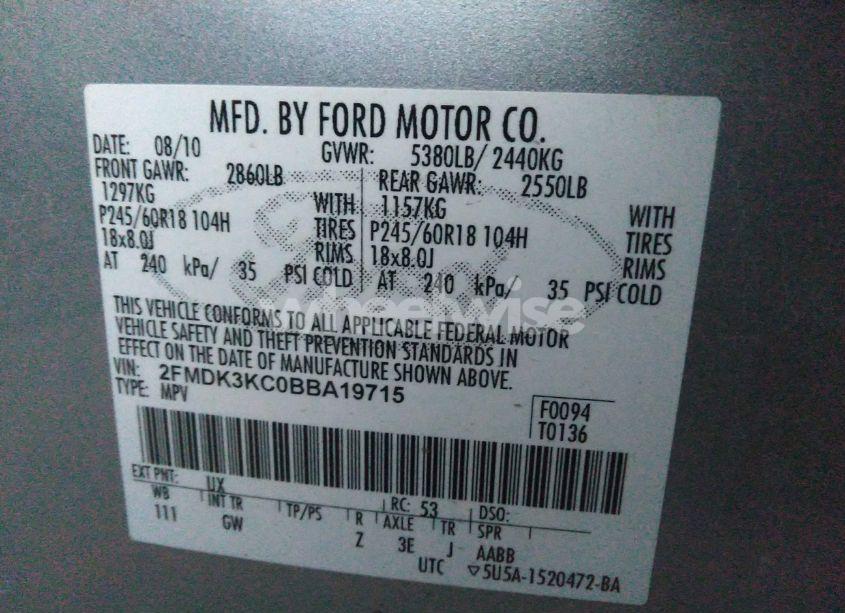 MFD. BY FORD MOTOR CO.
DATE: 08/10 GVWR: 5380LB/ 2440KG
FRONT GAWR: 2860LB REAR GAWR: 2550LB
1297KG WITH 1157KG WITH
P245/60R18 104H TIRES P245/60R18 104H TIRES
18x8.0J RIMS 18x8.0J RIMS
AT 240 kPa/ 35 PSI COLD AT 240 kPa/ 35 PSI COLD
wheelwise
THIS VEHICLE CONFORMS TO ALL APPLICABLE FEDERAL MOTOR
VEHICLE SAFETY AND THEFT PREVENTION STANDARDS IN
EFFECT ON THE DATE OF MANUFACTURE SHOWN ABOVE.
VIN: 2FMDK3KC0BBA19715
TYPE: MPV
F0094
T0136
EXT PNT: UX RC: 53 DSO:
WB INT TR TP/PS R AXLE TR SPR
111 GW Z 3E J AABB
UTC ▽5U5A-1520472-BA